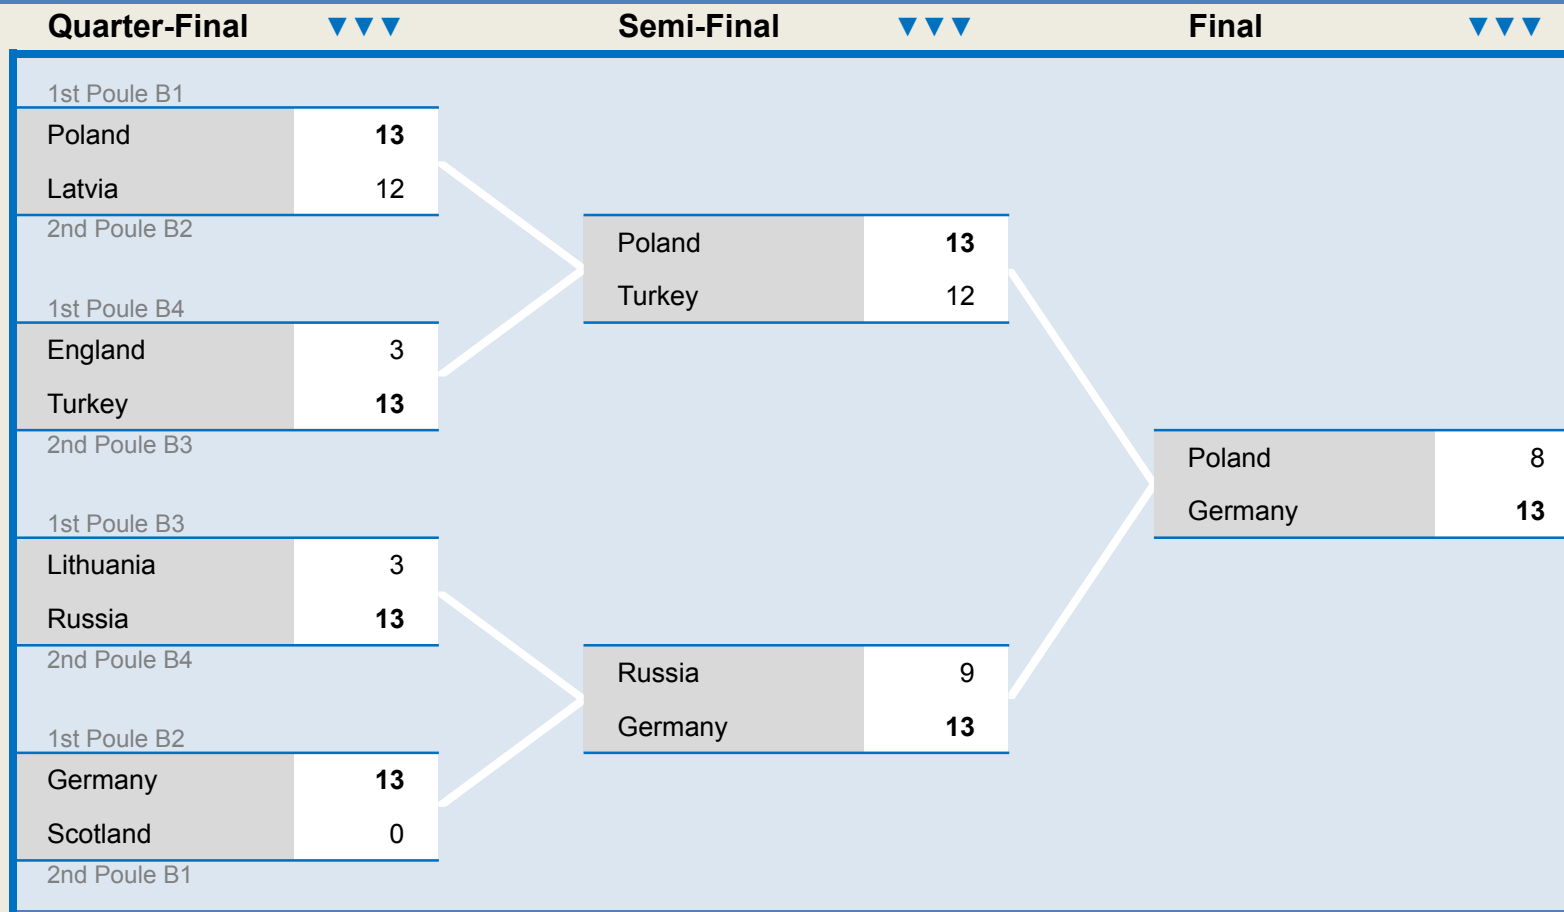 Quarter-Final ▼▼▼ Semi-Final ▼▼▼ Final ▼▼▼
1st Poule B1
Poland 13
Latvia 12
2nd Poule B2
Poland 13
Turkey 12
1st Poule B4
England 3
Turkey 13
2nd Poule B3
Poland 8
Germany 13
1st Poule B3
Lithuania 3
Russia 13
2nd Poule B4
Russia 9
Germany 13
1st Poule B2
Germany 13
Scotland 0
2nd Poule B1